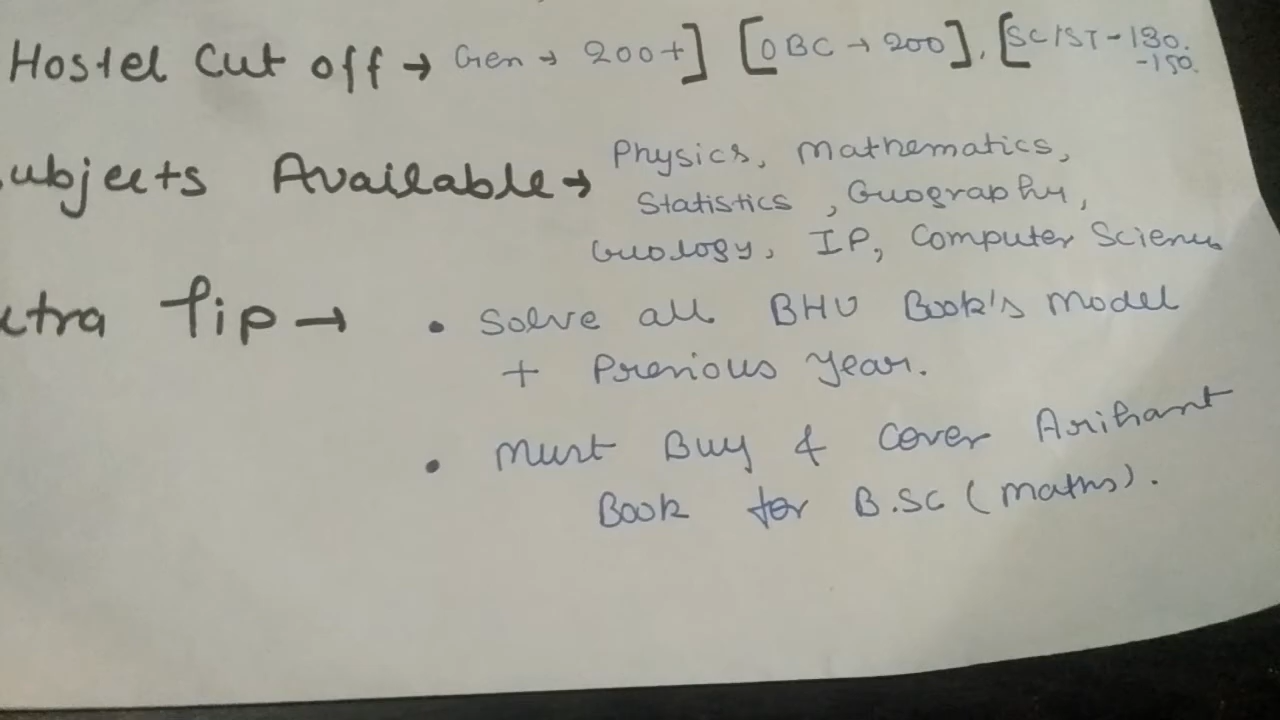 Hostel Cut off → Gen → 200+] [OBC → 200], [SC/ST - 130.
-150.
ubjects Available → Physics, Mathematics,
Statistics, Geography,
Geology, IP, Computer Science
xtra Tip → • Solve all BHU Book's Model
+ Previous Year.
• Must Buy & Cover Arihant
Book for B.SC (maths).